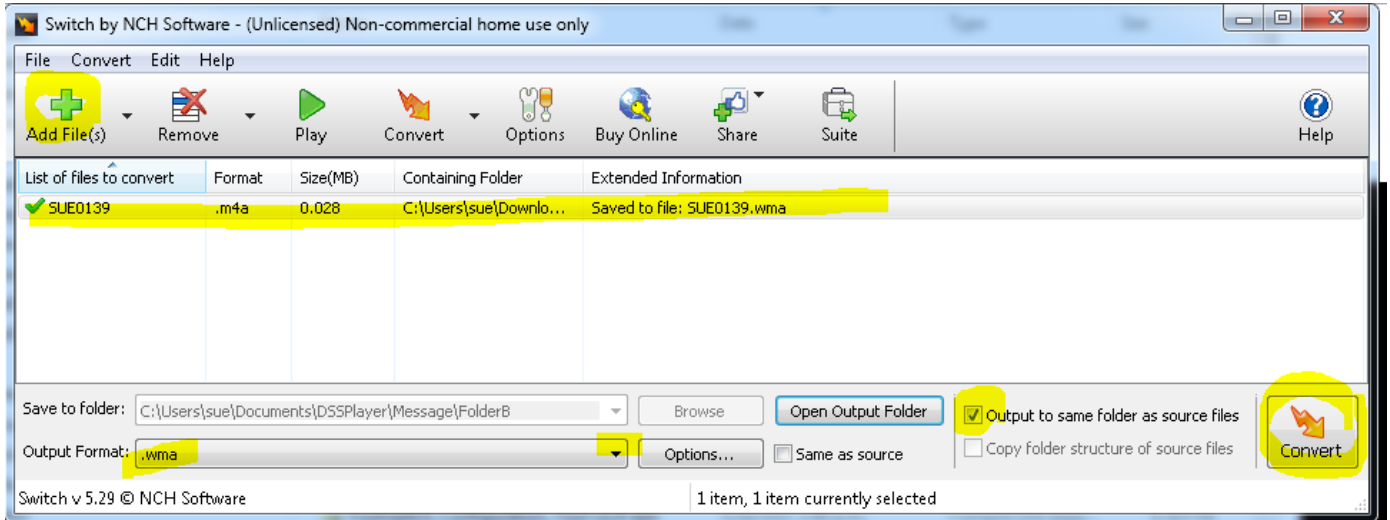 Switch by NCH Software - (Unlicensed) Non-commercial home use only
File Convert Edit Help
Add File(s) Remove Play Convert Options Buy Online Share Suite Help
List of files to convert Format Size(MB) Containing Folder Extended Information
SUE0139 .m4a 0.028 C:\Users\sue\Downlo... Saved to file: SUE0139.wma
Save to folder: C:\Users\sue\Documents\DSSPlayer\Message\FolderB Browse Open Output Folder Output to same folder as source files
Output Format: .wma Options... Same as source Copy folder structure of source files Convert
Switch v 5.29 © NCH Software 1 item, 1 item currently selected